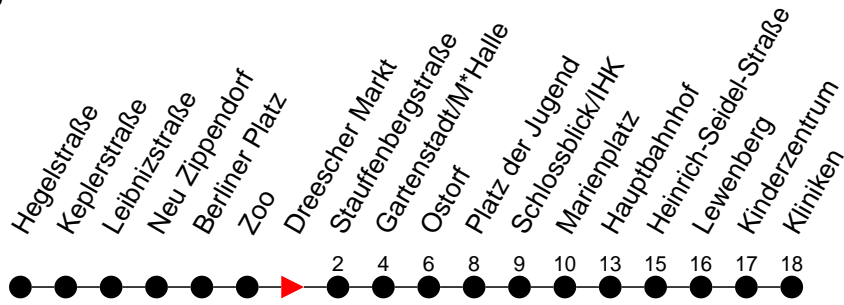 Hegelstraße
Keplerstraße
Leibnizstraße
Neu Zippendorf
Berliner Platz
Zoo
Dreescher Markt
Stauffenbergstraße
Gartenstadt/M*Halle
Ostorf
Platz der Jugend
Schlossblick/IHK
Marienplatz
Hauptbahnhof
Heinrich-Seidel-Straße
Lewenberg
Kinderzentrum
Kliniken
2 4 6 8 9 10 13 15 16 17 18